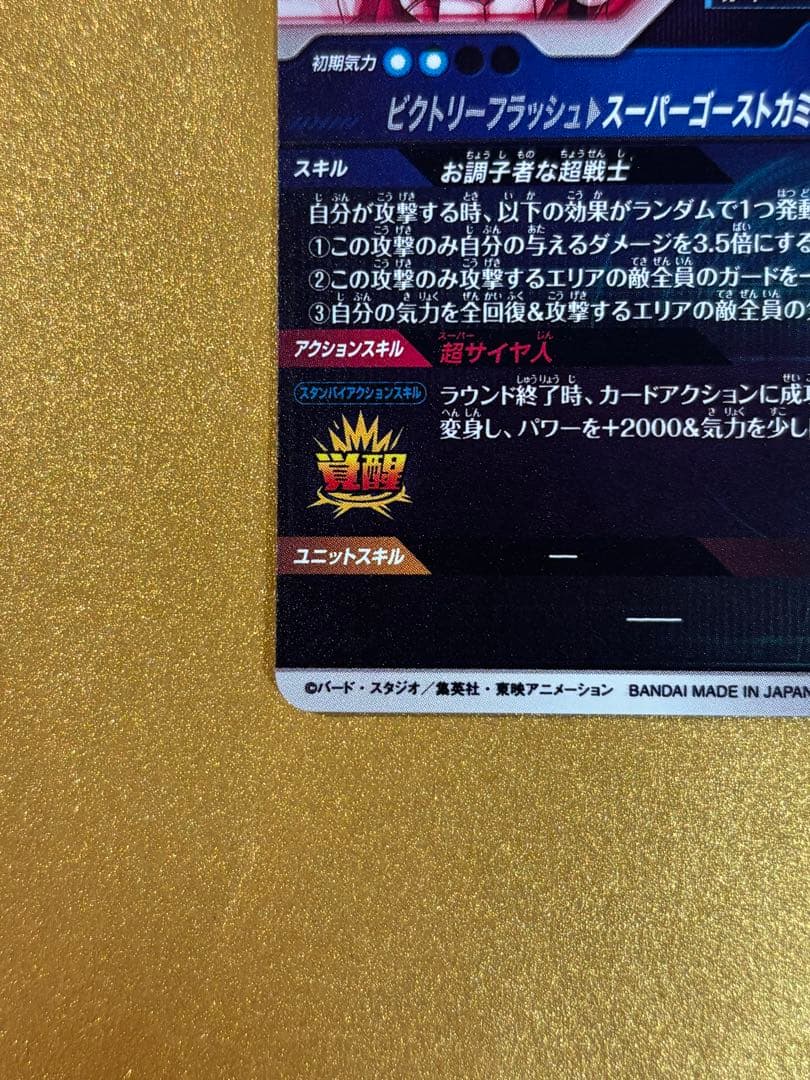 初期気力
ビクトリーフラッシュ▶スーパーゴーストカミ
スキル お調子者な超戦士
自分が攻撃する時、以下の効果がランダムで1つ発動
①この攻撃のみ自分の与えるダメージを3.5倍にする
②この攻撃のみ攻撃するエリアの敵全員のガードを一
③自分の気力を全回復&攻撃するエリアの敵全員の
アクションスキル 超サイヤ人
スタンバイアクションスキル ラウンド終了時、カードアクションに成功
変身し、パワーを+2000&気力を少し
覚醒
ユニットスキル ―
―
©バード・スタジオ／集英社・東映アニメーション BANDAI MADE IN JAPAN